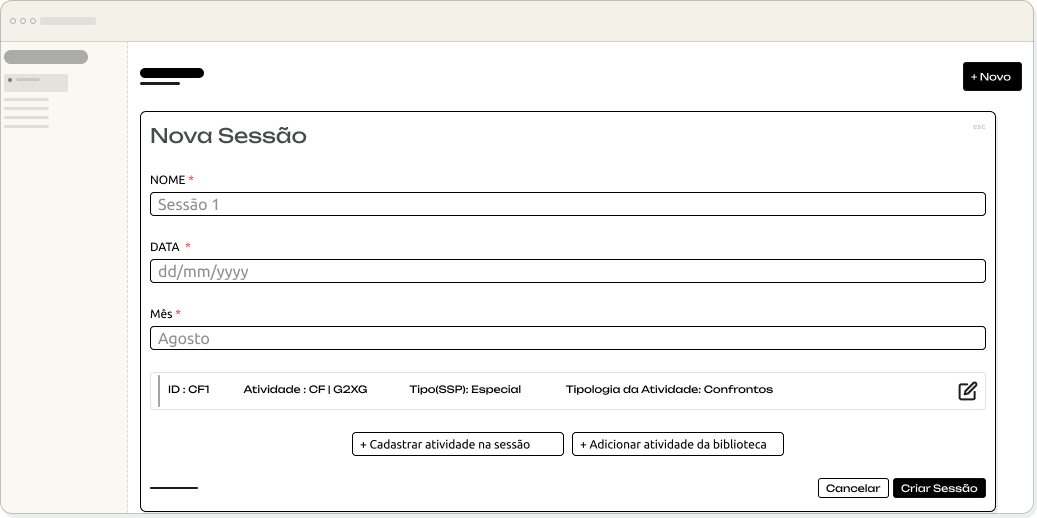 + Novo
Nova Sessão
esc
NOME *
Sessão 1
DATA *
dd/mm/yyyy
Mês *
Agosto
ID : CF1 Atividade : CF | G2XG Tipo(SSP): Especial Tipologia da Atividade: Confrontos
+ Cadastrar atividade na sessão + Adicionar atividade da biblioteca
Cancelar Criar Sessão